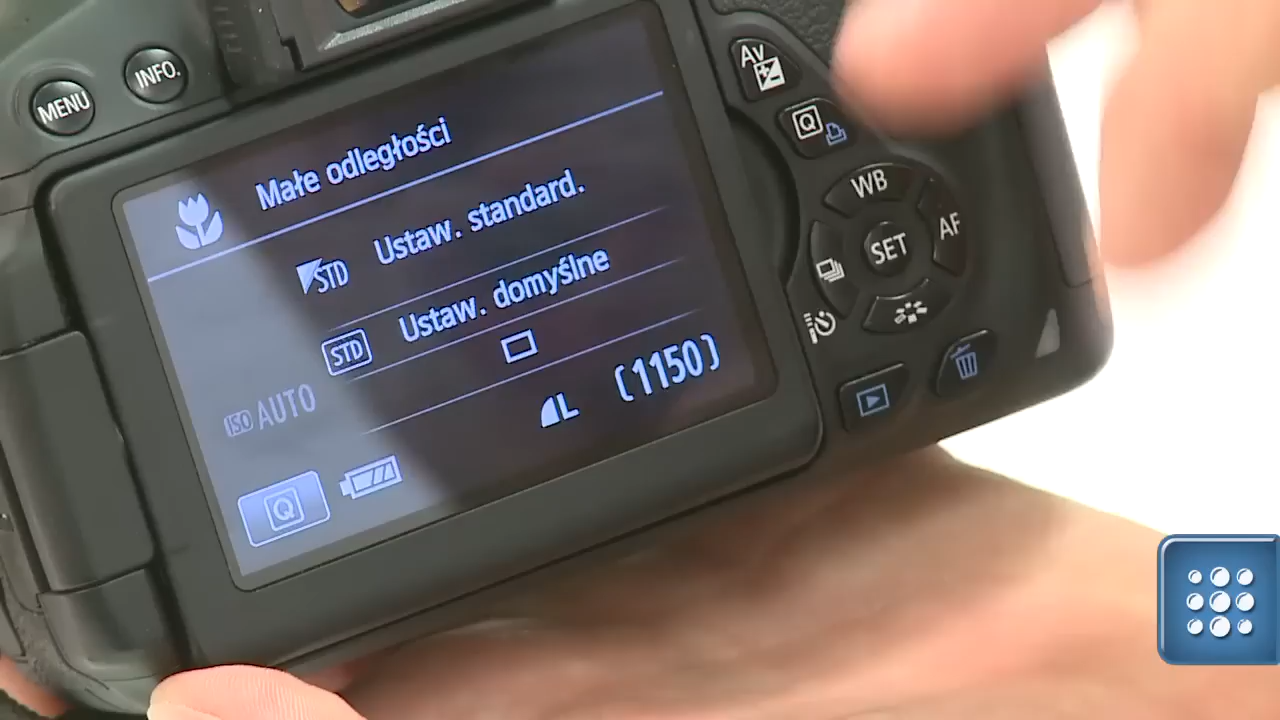 MENU
INFO.
Av
Q
WB
AF
SET
Małe odległości
STD Ustaw. standard.
STD Ustaw. domyślne
ISO AUTO
L [1150]
Q